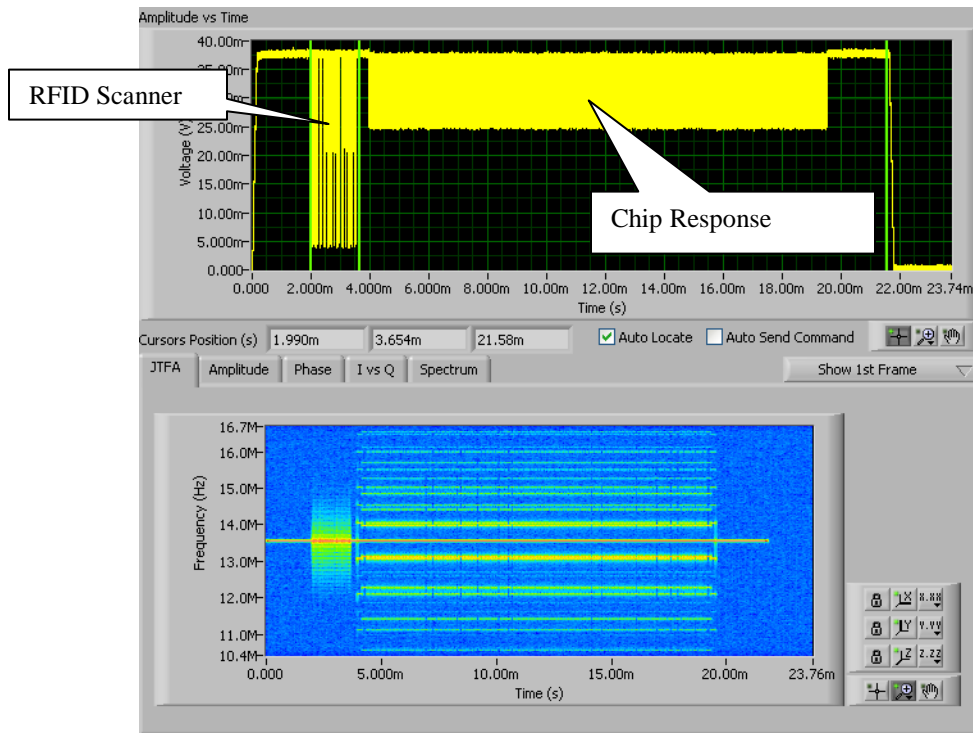 Amplitude vs Time
40.00m
35.00m
25.00m
20.00m
15.00m
10.00m
5.000m
0.000
Voltage (V)
RFID Scanner
Chip Response
0.000 2.000m 4.000m 6.000m 8.000m 10.00m 12.00m 14.00m 16.00m 18.00m 20.00m 22.00m 23.74m
Time (s)
Cursors Position (s) 1.990m 3.654m 21.58m Auto Locate Auto Send Command
JTFA Amplitude Phase I vs Q Spectrum Show 1st Frame
16.7M
16.0M
15.0M
14.0M
13.0M
12.0M
11.0M
10.4M
Frequency (Hz)
0.000 5.000m 10.00m 15.00m 20.00m 23.76m
Time (s)
X X.XX
Y Y.YY
Z Z.ZZ